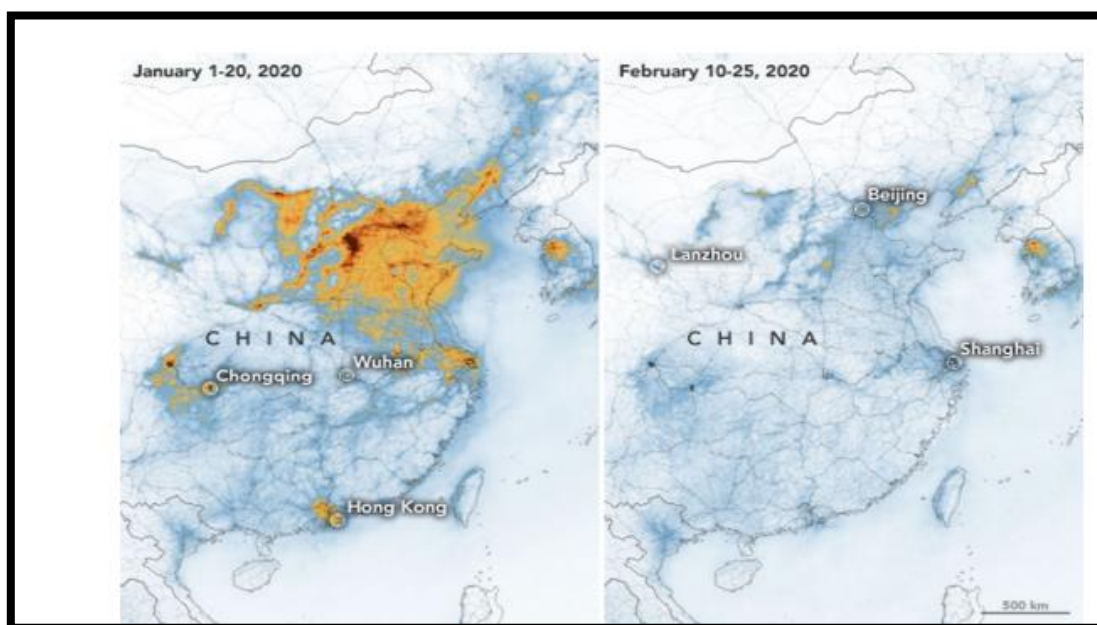 January 1-20, 2020
CHINA
Wuhan
Chongqing
Hong Kong
February 10-25, 2020
Beijing
Lanzhou
CHINA
Shanghai
500 km